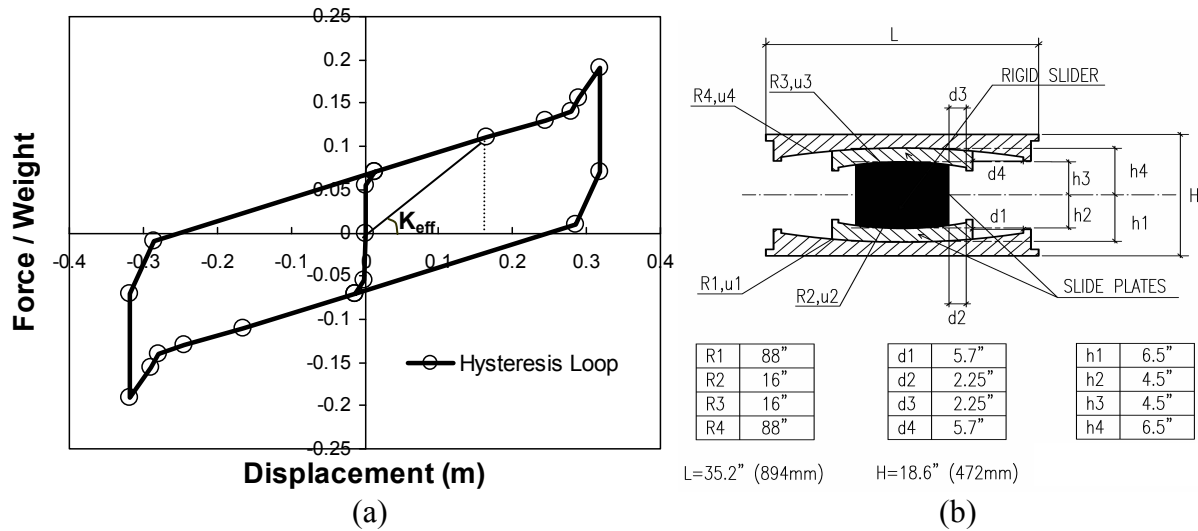 0.25
0.2
0.15
0.1
0.05
0
-0.05
-0.1
-0.15
-0.2
-0.25
-0.4 -0.3 -0.2 -0.1 0 0.1 0.2 0.3 0.4
Force / Weight
Displacement (m)
Keff
Hysteresis Loop
(a)
L
R3,u3
R4,u4
RIGID SLIDER
d3
d4
h3
h4
H
h2
h1
d1
R1,u1
R2,u2
SLIDE PLATES
d2
R1 88"
R2 16"
R3 16"
R4 88"
d1 5.7"
d2 2.25"
d3 2.25"
d4 5.7"
h1 6.5"
h2 4.5"
h3 4.5"
h4 6.5"
L=35.2" (894mm) H=18.6" (472mm)
(b)